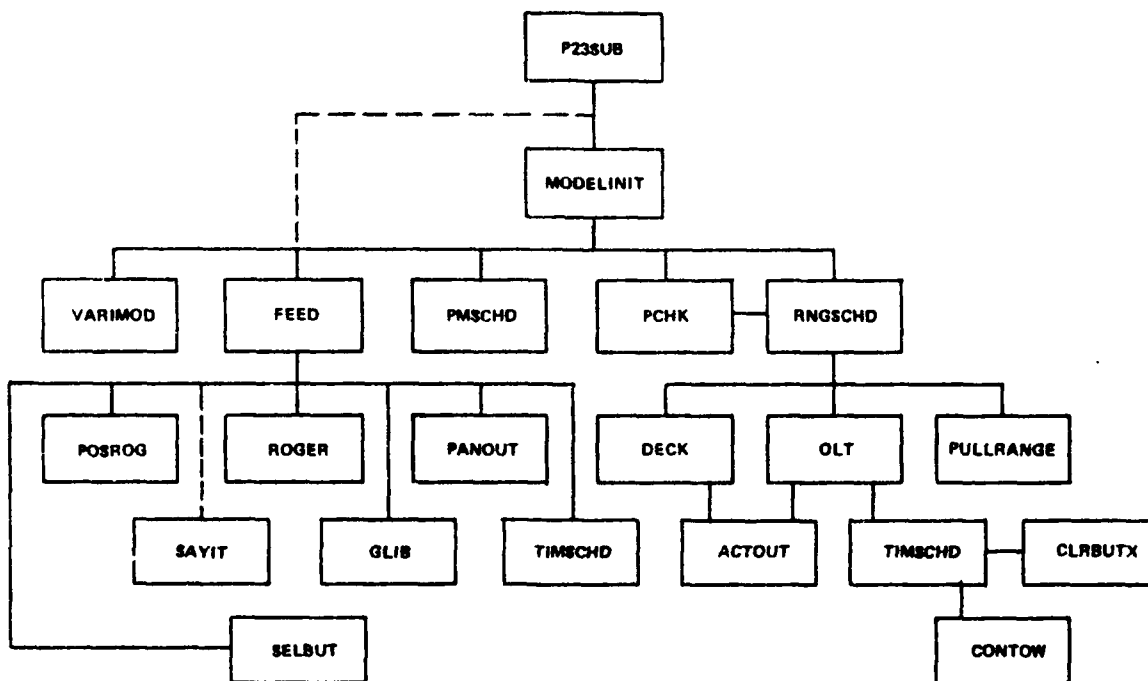 P23SUB
MODELINIT
VARIMOD
FEED
PMSCHD
PCHK
RNGSCHD
POSROG
ROGER
PANOUT
DECK
OLT
PULLRANGE
SAYIT
GLIB
TIMSCHD
ACTOUT
TIMSCHD
CLRBUTX
SELBUT
CONTOW